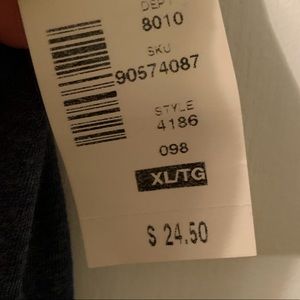 DEPT
8010
SKU
90574087
STYLE
4186
098
XL/TG
$ 24.50